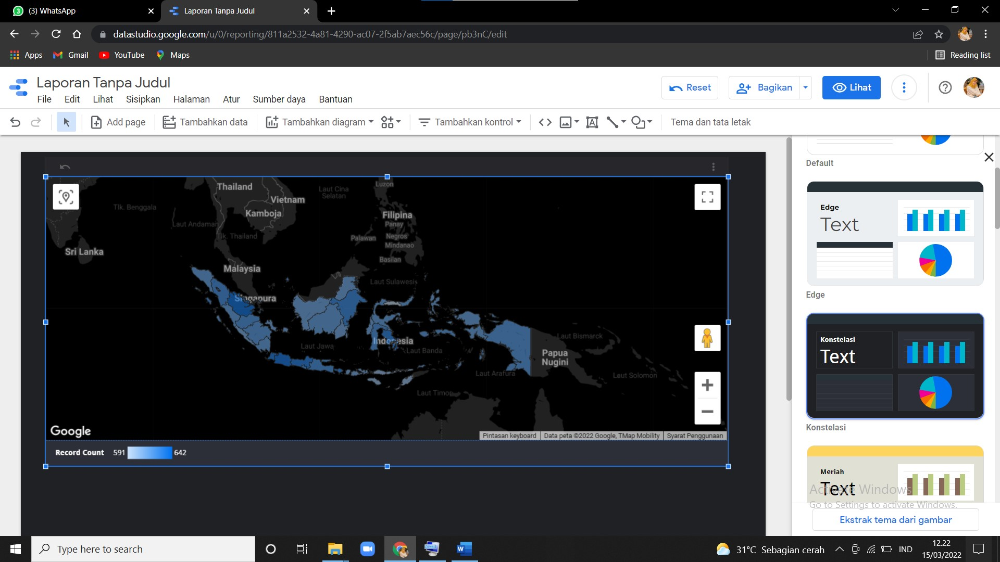 (3) WhatsApp
Laporan Tanpa Judul
datastudio.google.com/u/0/reporting/811a2532-4a81-4290-ac07-2f5ab7aec56c/page/pb3nC/edit
Apps
Gmail
YouTube
Maps
Reading list
Laporan Tanpa Judul
File Edit Lihat Sisipkan Halaman Atur Sumber daya Bantuan
Reset
Bagikan
Lihat
Add page
Tambahkan data
Tambahkan diagram
Tambahkan kontrol
Tema dan tata letak
Thailand
Vietnam
Kamboja
Laut Cina
Selatan
Luzon
Tlk. Benggala
Laut Andaman
Tlk. Thailand
Filipina
Panay
Palawan
Negros
Mindanao
Basilan
Sri Lanka
Malaysia
Laut Sulawesi
Singapura
Indonesia
Laut Jawa
Laut Banda
Laut Bismarck
Papua
Nugini
Laut Arafura
Laut Solomon
Laut Timor
Google
Pintasan keyboard
Data peta ©2022 Google, TMap Mobility
Syarat Penggunaan
Record Count 591 642
Default
Edge
Text
Edge
Konstelasi
Text
Konstelasi
Meriah
Text
Activate Windows
Go to Settings to activate Windows.
Ekstrak tema dari gambar
Type here to search
31°C Sebagian cerah
IND
12.22
15/03/2022